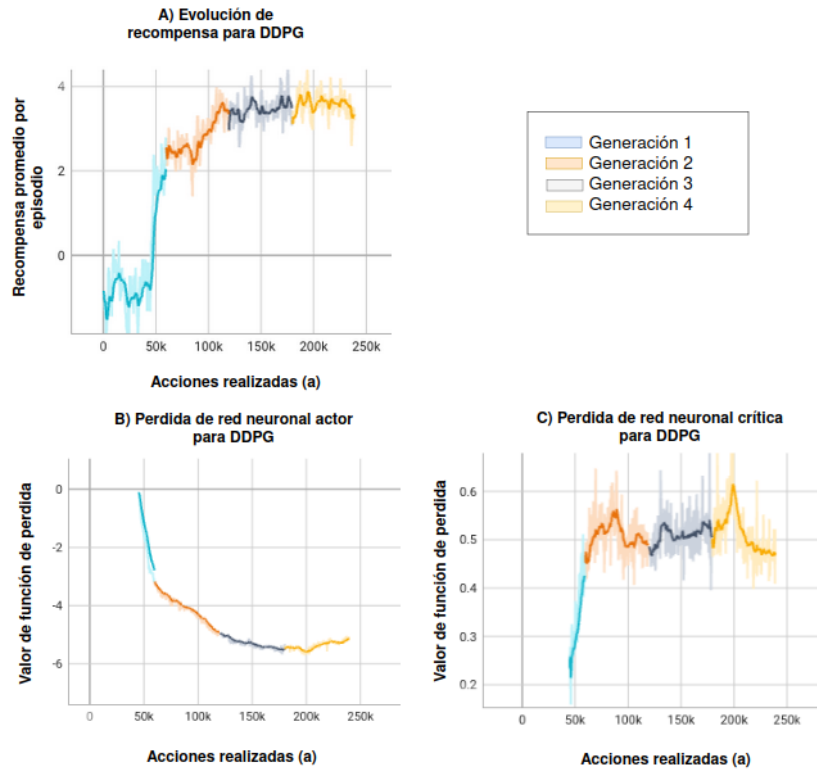 A) Evolución de
recompensa para DDPG
Recompensa promedio por
episodio
4
2
0
0
50k
100k
150k
200k
250k
Acciones realizadas (a)
Generación 1
Generación 2
Generación 3
Generación 4
B) Perdida de red neuronal actor
para DDPG
Valor de función de perdida
0
-2
-4
-6
0
50k
100k
150k
200k
250k
Acciones realizadas (a)
C) Perdida de red neuronal crítica
para DDPG
Valor de función de perdida
0.6
0.5
0.4
0.3
0.2
0
50k
100k
150k
200k
250k
Acciones realizadas (a)